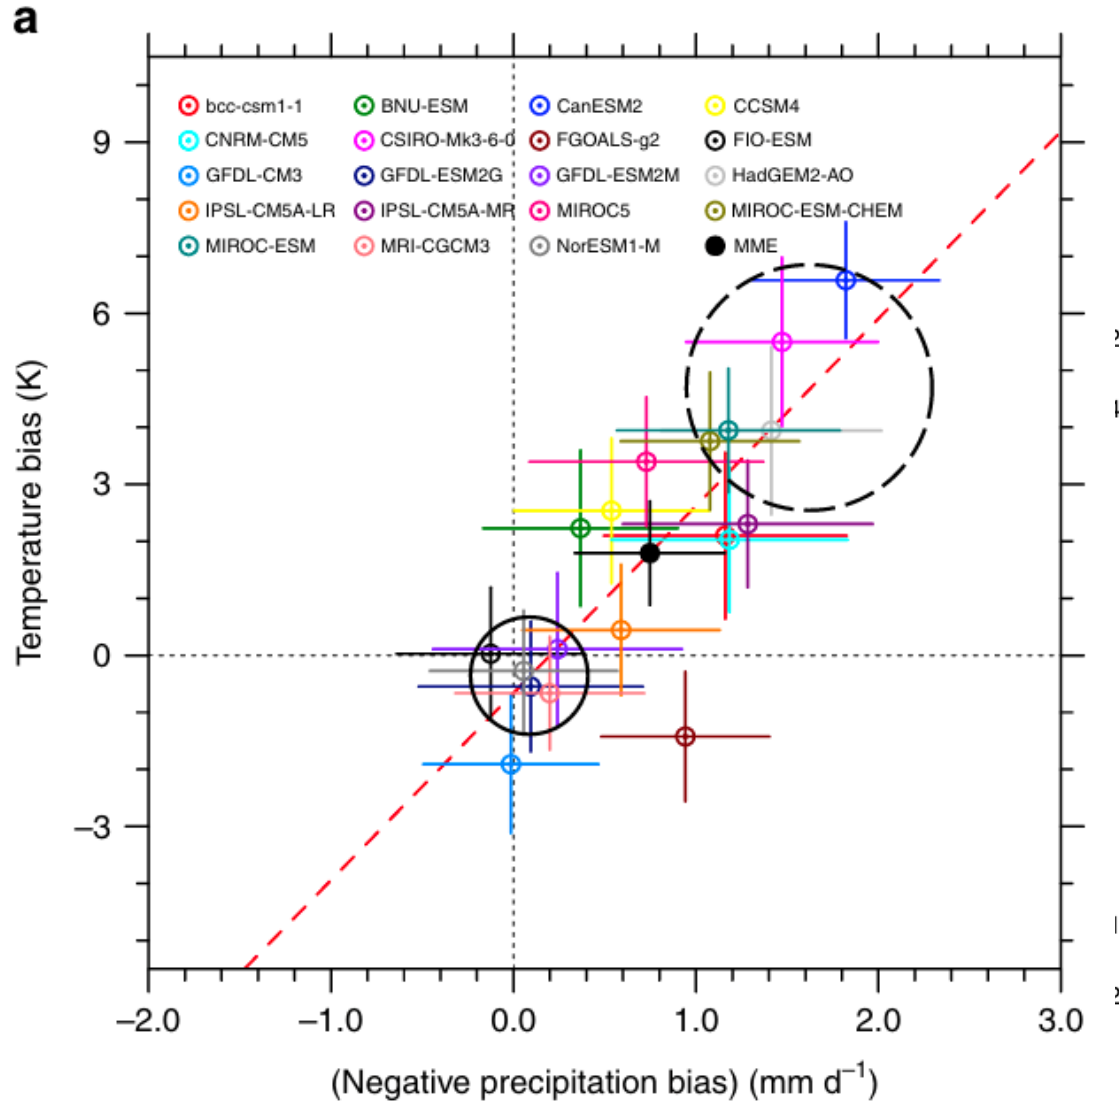 a
bcc-csm1-1 BNU-ESM CanESM2 CCSM4
CNRM-CM5 CSIRO-Mk3-6-0 FGOALS-g2 FIO-ESM
GFDL-CM3 GFDL-ESM2G GFDL-ESM2M HadGEM2-AO
IPSL-CM5A-LR IPSL-CM5A-MR MIROC5 MIROC-ESM-CHEM
MIROC-ESM MRI-CGCM3 NorESM1-M MME
9
6
3
0
–3
Temperature bias (K)
–2.0 –1.0 0.0 1.0 2.0 3.0
(Negative precipitation bias) (mm d⁻¹)